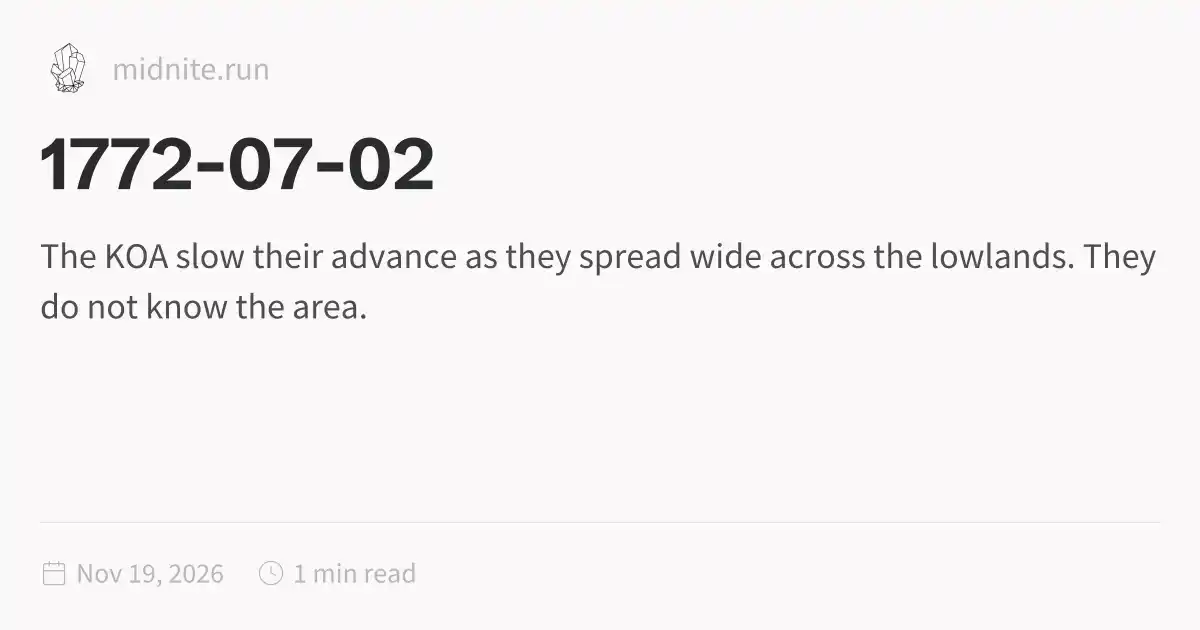 midnite.run
1772-07-02
The KOA slow their advance as they spread wide across the lowlands. They
do not know the area.
Nov 19, 2026 1 min read